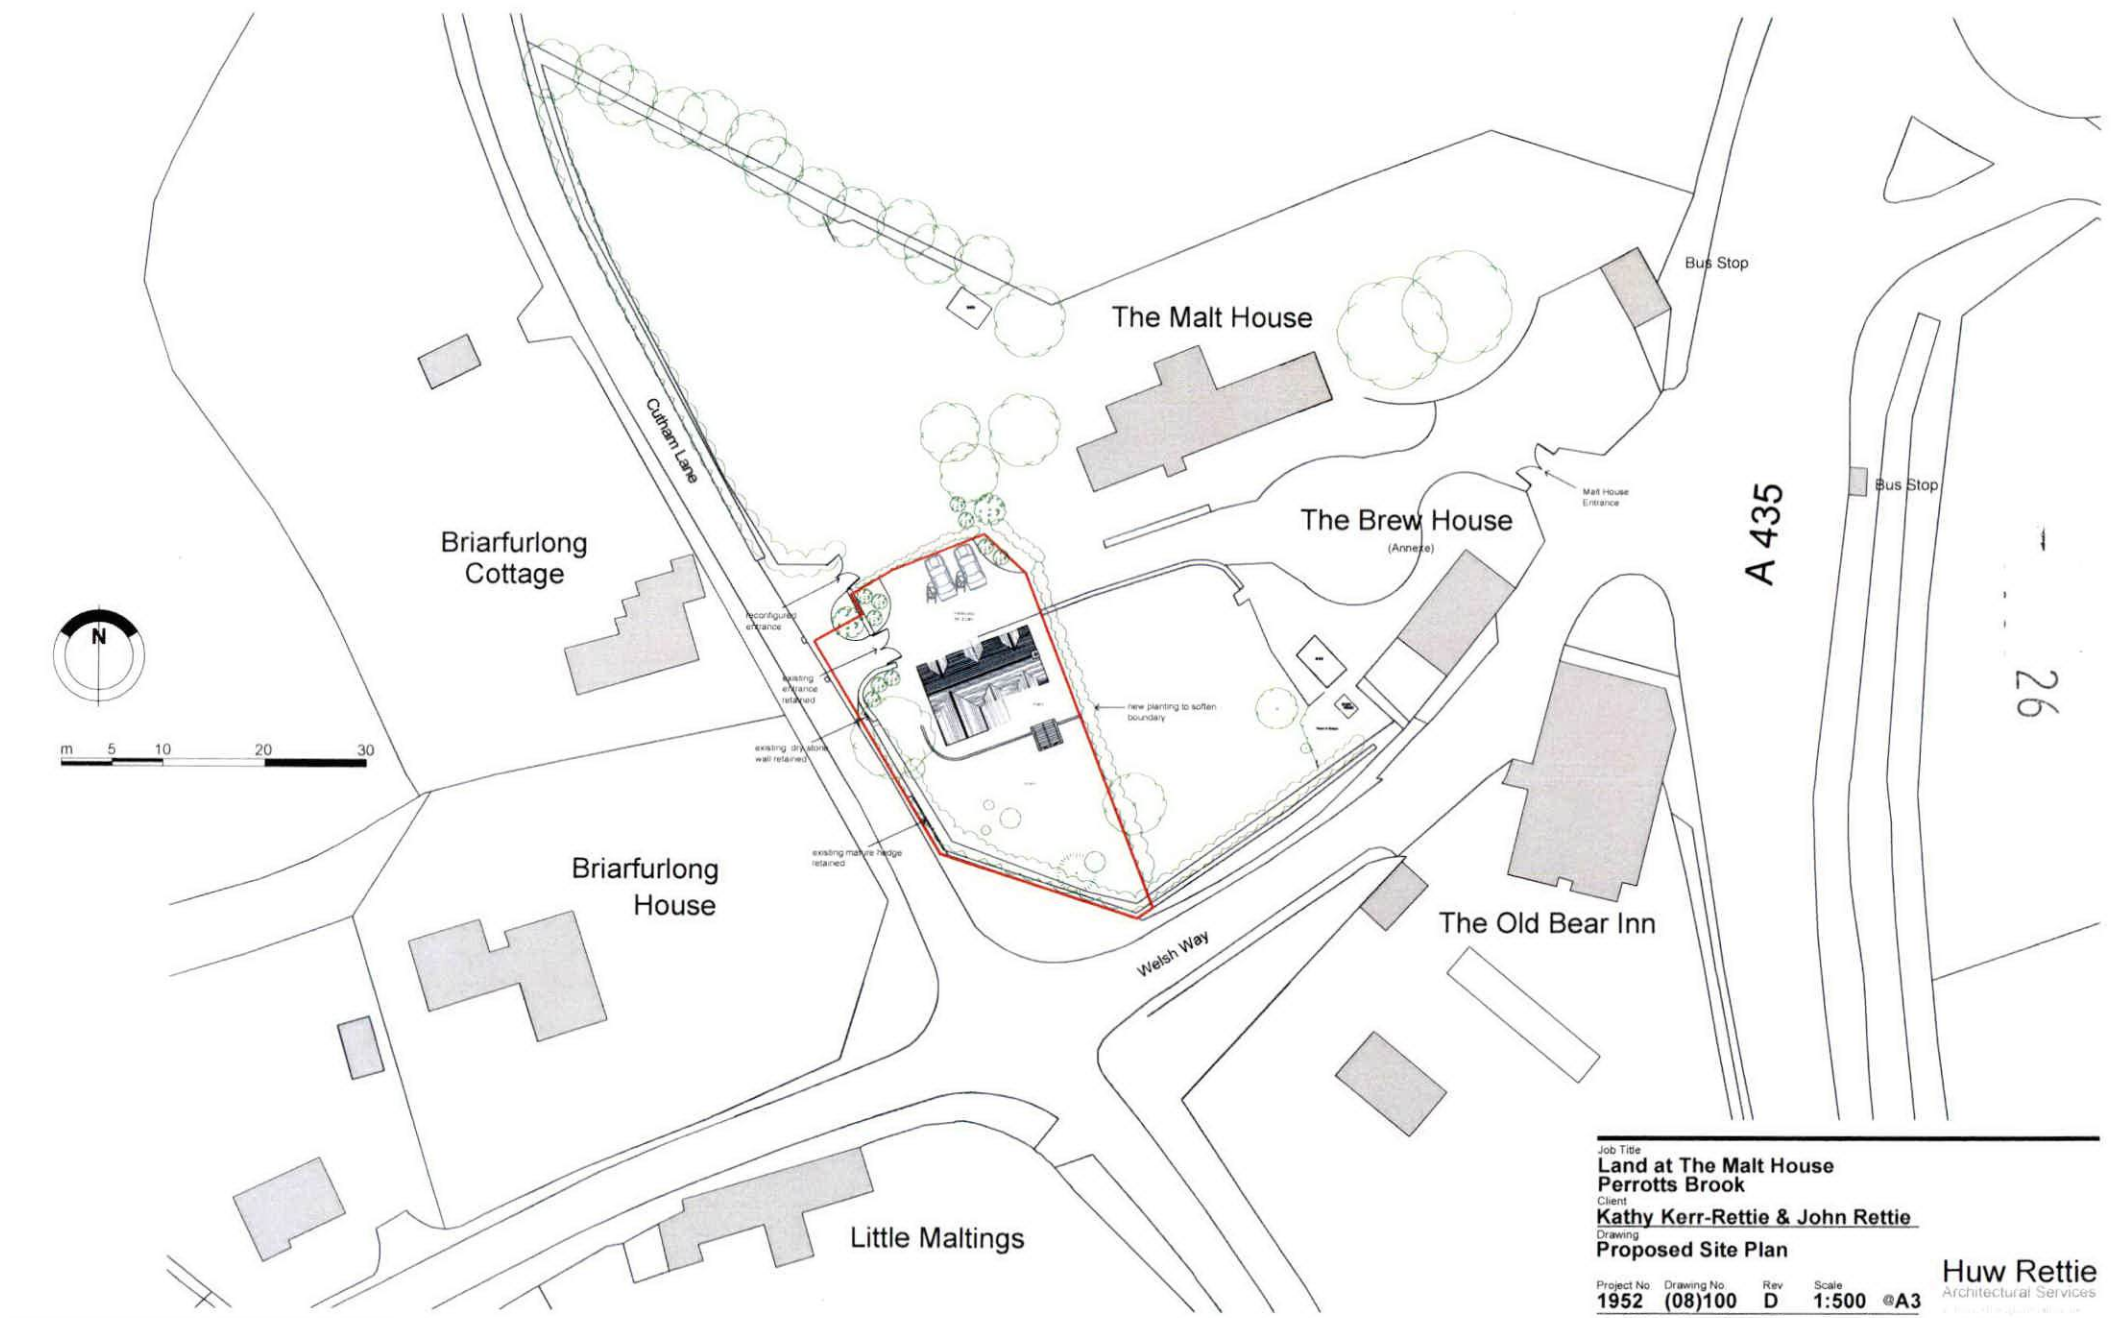 Bus Stop
The Malt House
Cutham Lane
Bus Stop
Malt House
Entrance
A 435
The Brew House
(Annexe)
Briarfurlong
Cottage
reconfigured
entrance
N
26
existing
entrance
retained
new planting to soften
boundary
m 5 10 20 30
existing dry stone
wall retained
existing mature hedge
retained
Briarfurlong
House
The Old Bear Inn
Welsh Way
Little Maltings
Job Title
Land at The Malt House
Perrotts Brook
Client
Kathy Kerr-Rettie & John Rettie
Drawing
Proposed Site Plan
Project No Drawing No Rev Scale
1952 (08)100 D 1:500 @A3
Huw Rettie
Architectural Services